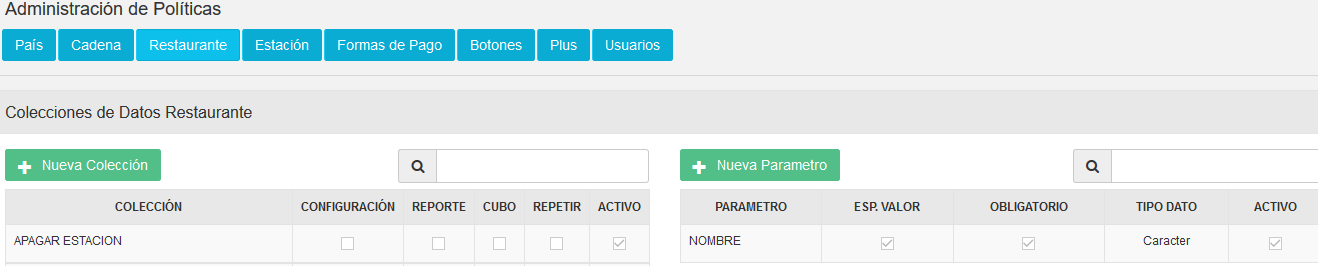 Administración de Políticas
País Cadena Restaurante Estación Formas de Pago Botones Plus Usuarios
Colecciones de Datos Restaurante
Nueva Colección Nueva Parametro
COLECCIÓN CONFIGURACIÓN REPORTE CUBO REPETIR ACTIVO PARAMETRO ESP. VALOR OBLIGATORIO TIPO DATO ACTIVO
APAGAR ESTACION NOMBRE Caracter